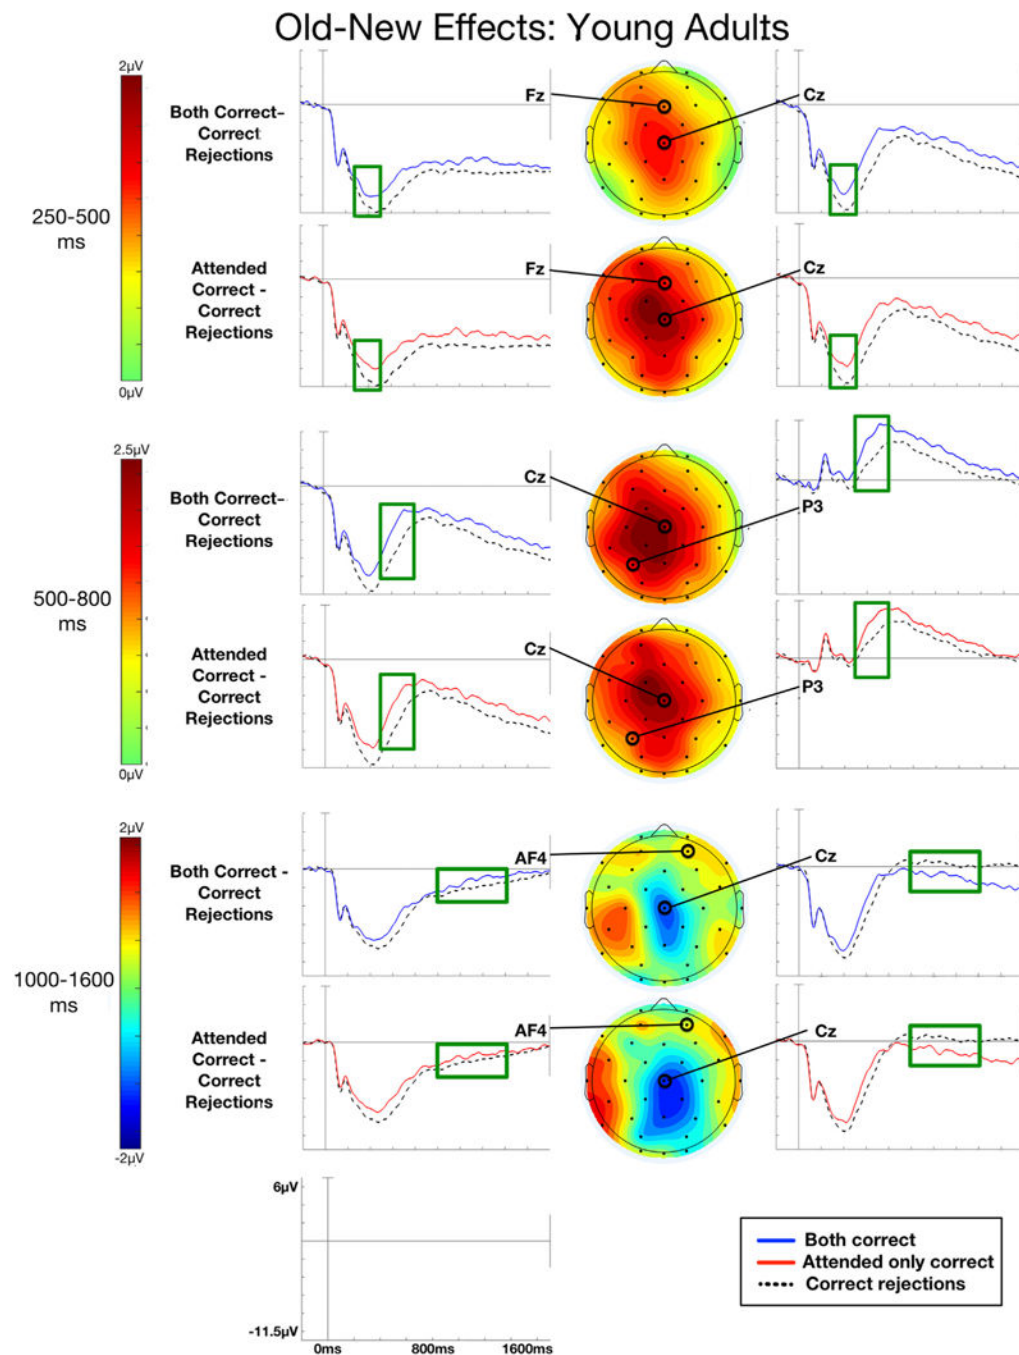 Old-New Effects: Young Adults
2µV
0µV
250-500
ms
Both Correct-
Correct
Rejections
Fz
Cz
Attended
Correct -
Correct
Rejections
Fz
Cz
2.5µV
0µV
500-800
ms
Both Correct-
Correct
Rejections
Cz
P3
Attended
Correct -
Correct
Rejections
Cz
P3
2µV
-2µV
1000-1600
ms
Both Correct -
Correct
Rejections
AF4
Cz
Attended
Correct -
Correct
Rejections
AF4
Cz
6µV
-11.5µV
0ms 800ms 1600ms
Both correct
Attended only correct
Correct rejections